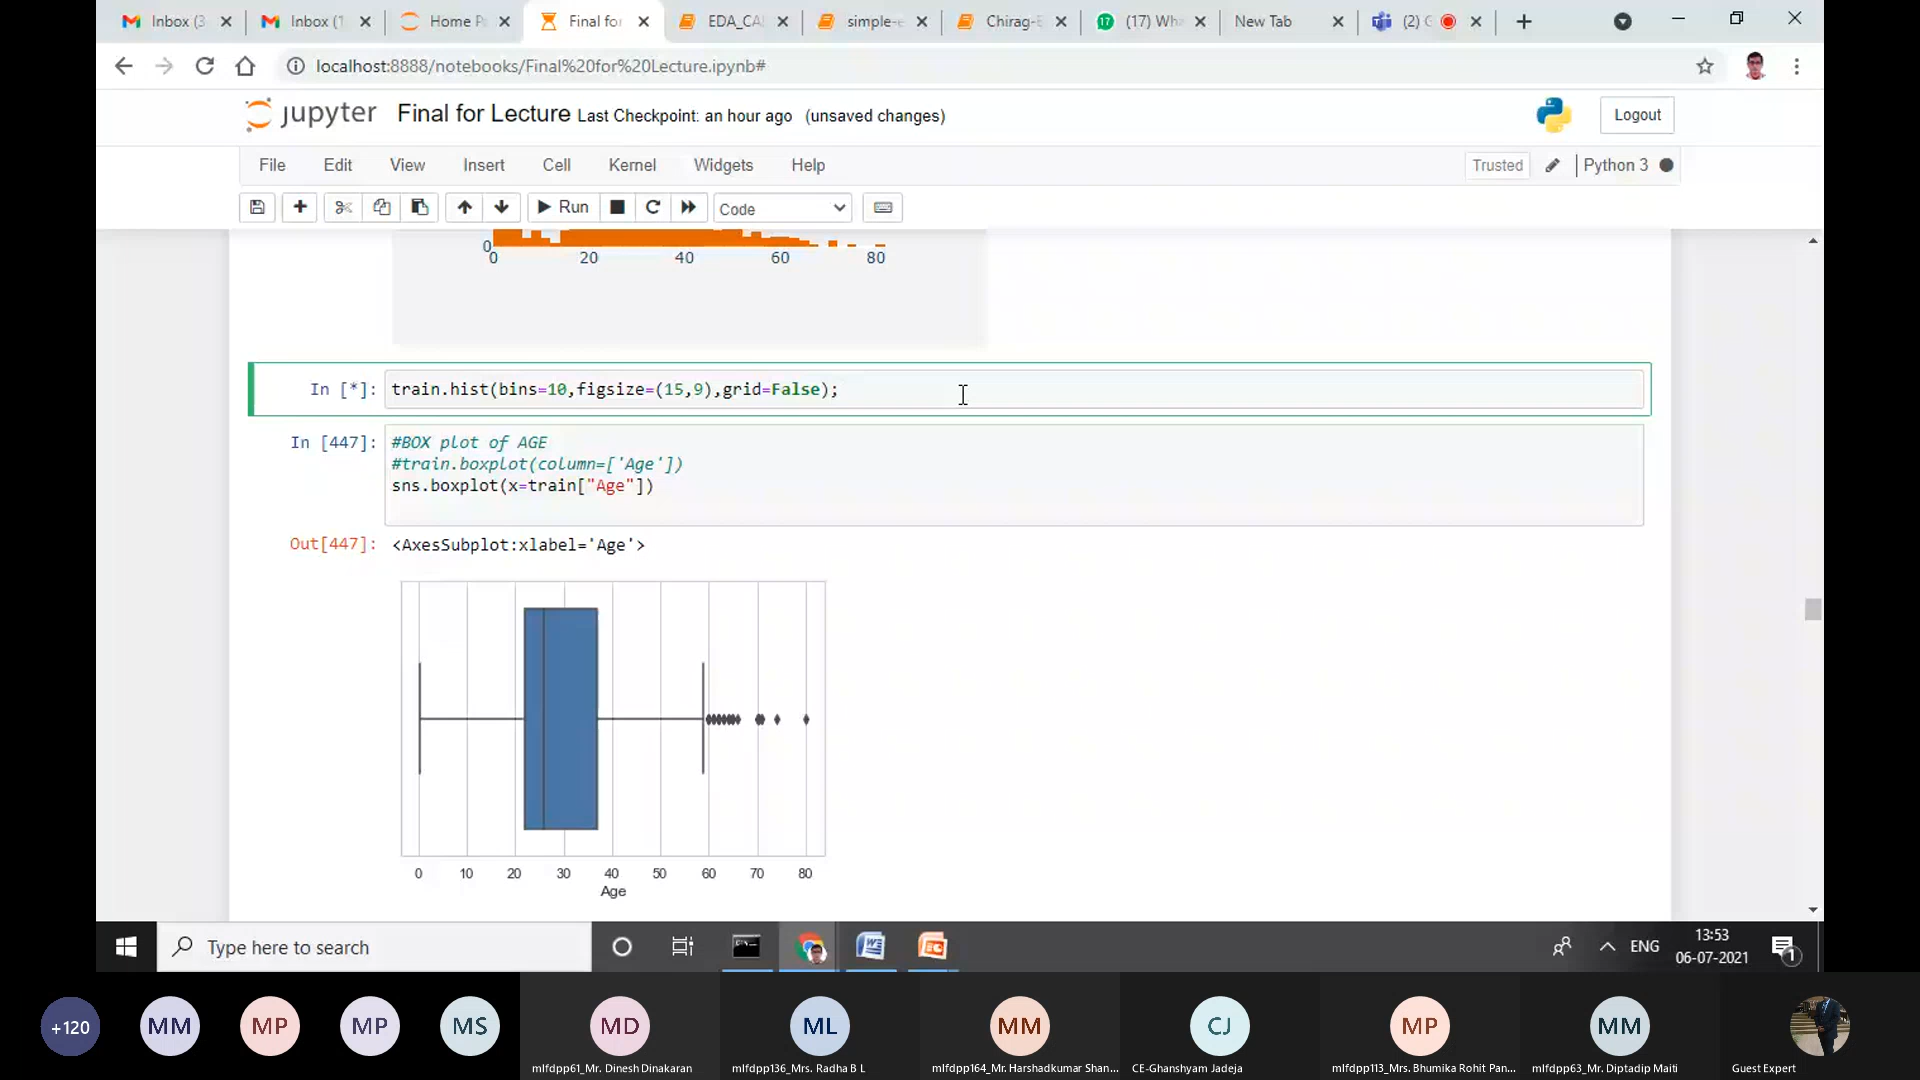 Inbox (3
Inbox (1
Home P
Final for
EDA_CA
simple-e
Chirag-E
(17) Wh
New Tab
(2) G
localhost:8888/notebooks/Final%20for%20Lecture.ipynb#
jupyter
Final for Lecture Last Checkpoint: an hour ago (unsaved changes)
Logout
File Edit View Insert Cell Kernel Widgets Help
Trusted
Python 3
Run
Code
0
0 20 40 60 80
In [*]: train.hist(bins=10,figsize=(15,9),grid=False);
In [447]: #BOX plot of AGE
#train.boxplot(column=['Age'])
sns.boxplot(x=train["Age"])
Out[447]: <AxesSubplot:xlabel='Age'>
0 10 20 30 40 50 60 70 80
Age
Type here to search
ENG
13:53
06-07-2021
1
+120
MM
MP
MP
MS
MD
ML
MM
CJ
MP
MM
mlfdpp61_Mr. Dinesh Dinakaran
mlfdpp136_Mrs. Radha B L
mlfdpp164_Mr. Harshadkumar Shan...
CE-Ghanshyam Jadeja
mlfdpp113_Mrs. Bhumika Rohit Pan...
mlfdpp63_Mr. Diptadip Maiti
Guest Expert